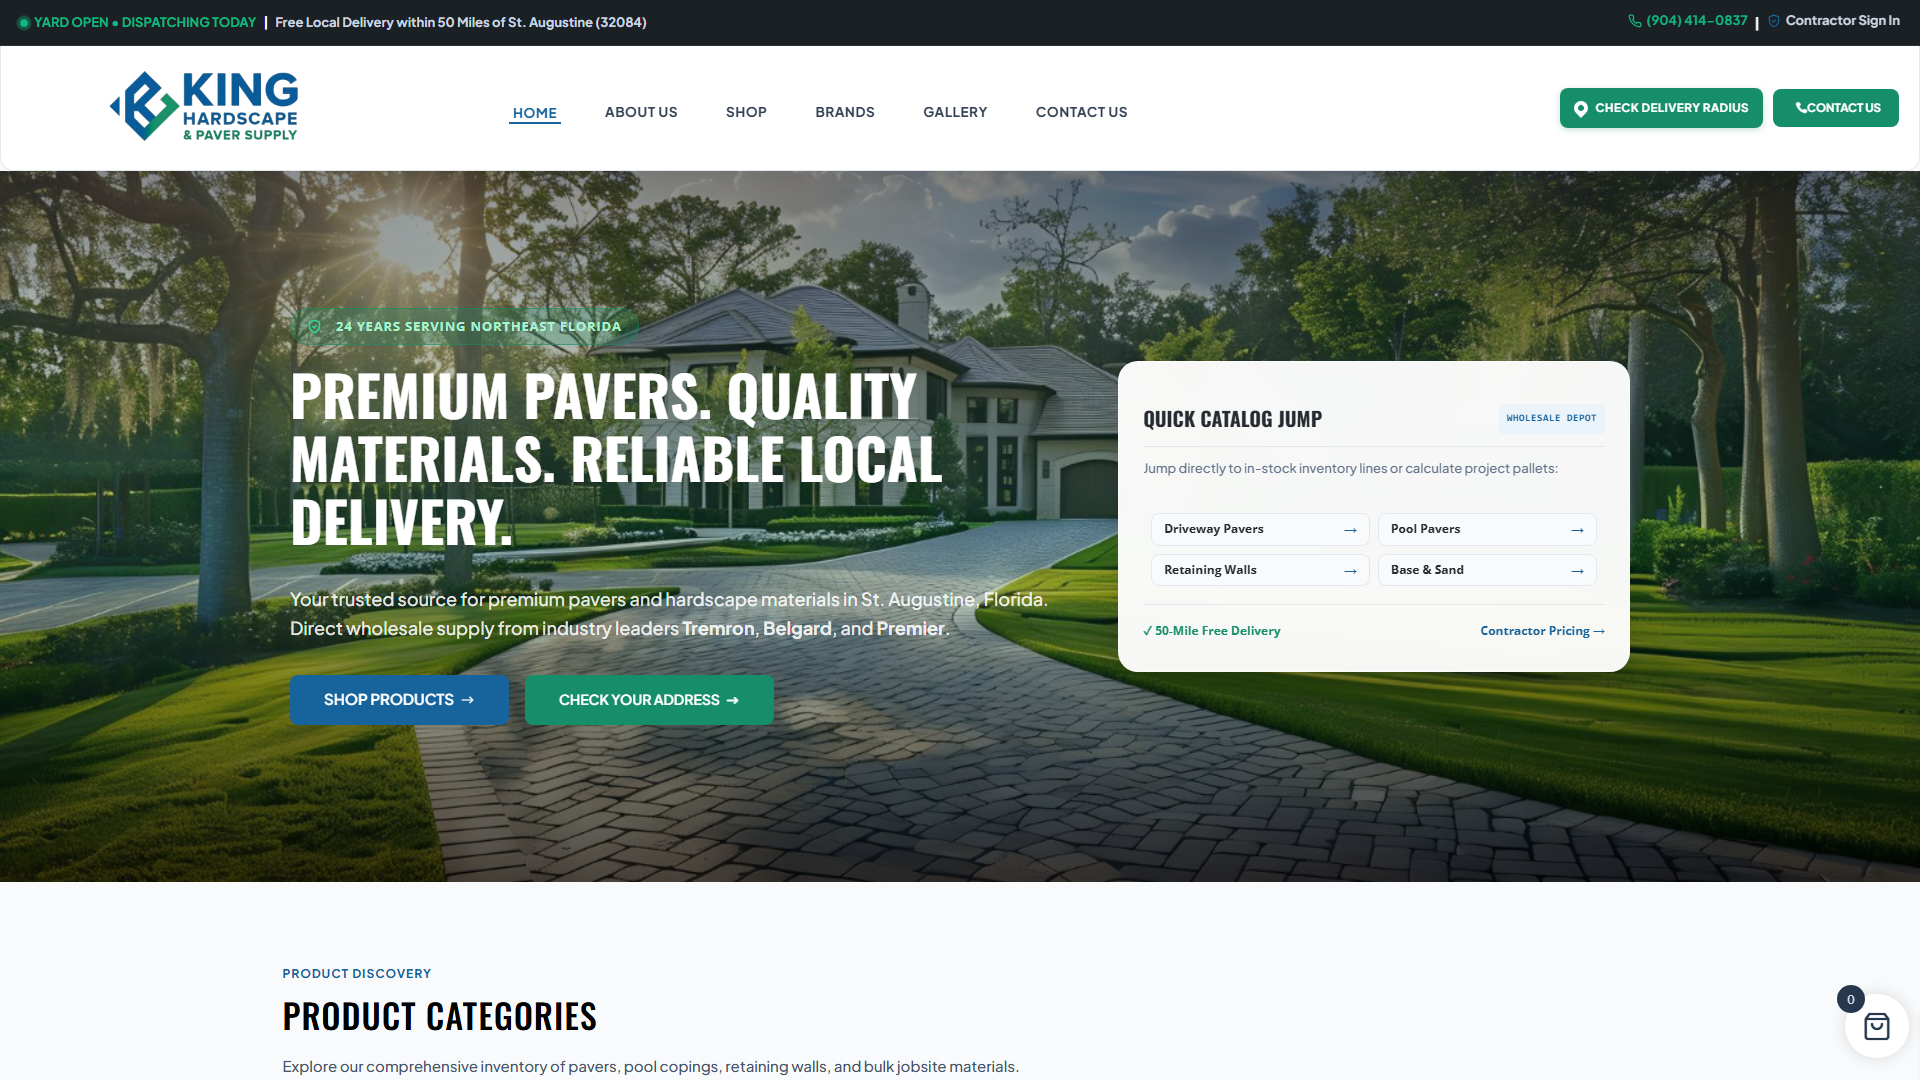 YARD OPEN • DISPATCHING TODAY | Free Local Delivery within 50 Miles of St. Augustine (32084)
(904) 414-0837 | Contractor Sign In
KING
HARDSCAPE
& PAVER SUPPLY
HOME
ABOUT US
SHOP
BRANDS
GALLERY
CONTACT US
CHECK DELIVERY RADIUS
CONTACT US
24 YEARS SERVING NORTHEAST FLORIDA
PREMIUM PAVERS. QUALITY
MATERIALS. RELIABLE LOCAL
DELIVERY.
Your trusted source for premium pavers and hardscape materials in St. Augustine, Florida.
Direct wholesale supply from industry leaders Tremron, Belgard, and Premier.
SHOP PRODUCTS →
CHECK YOUR ADDRESS →
QUICK CATALOG JUMP
WHOLESALE DEPOT
Jump directly to in-stock inventory lines or calculate project pallets:
Driveway Pavers →
Pool Pavers →
Retaining Walls →
Base & Sand →
✓ 50-Mile Free Delivery
Contractor Pricing →
PRODUCT DISCOVERY
PRODUCT CATEGORIES
Explore our comprehensive inventory of pavers, pool copings, retaining walls, and bulk jobsite materials.
0